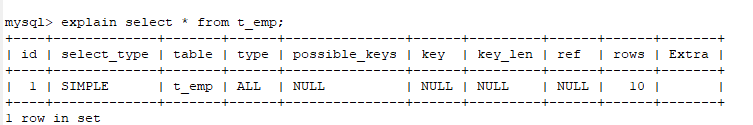 mysql> explain select * from t_emp;
+----+-------------+-------+------+---------------+------+---------+------+------+-------+
| id | select_type | table | type | possible_keys | key | key_len | ref | rows | Extra |
+----+-------------+-------+------+---------------+------+---------+------+------+-------+
| 1 | SIMPLE | t_emp | ALL | NULL | NULL | NULL | NULL | 10 | |
+----+-------------+-------+------+---------------+------+---------+------+------+-------+
1 row in set